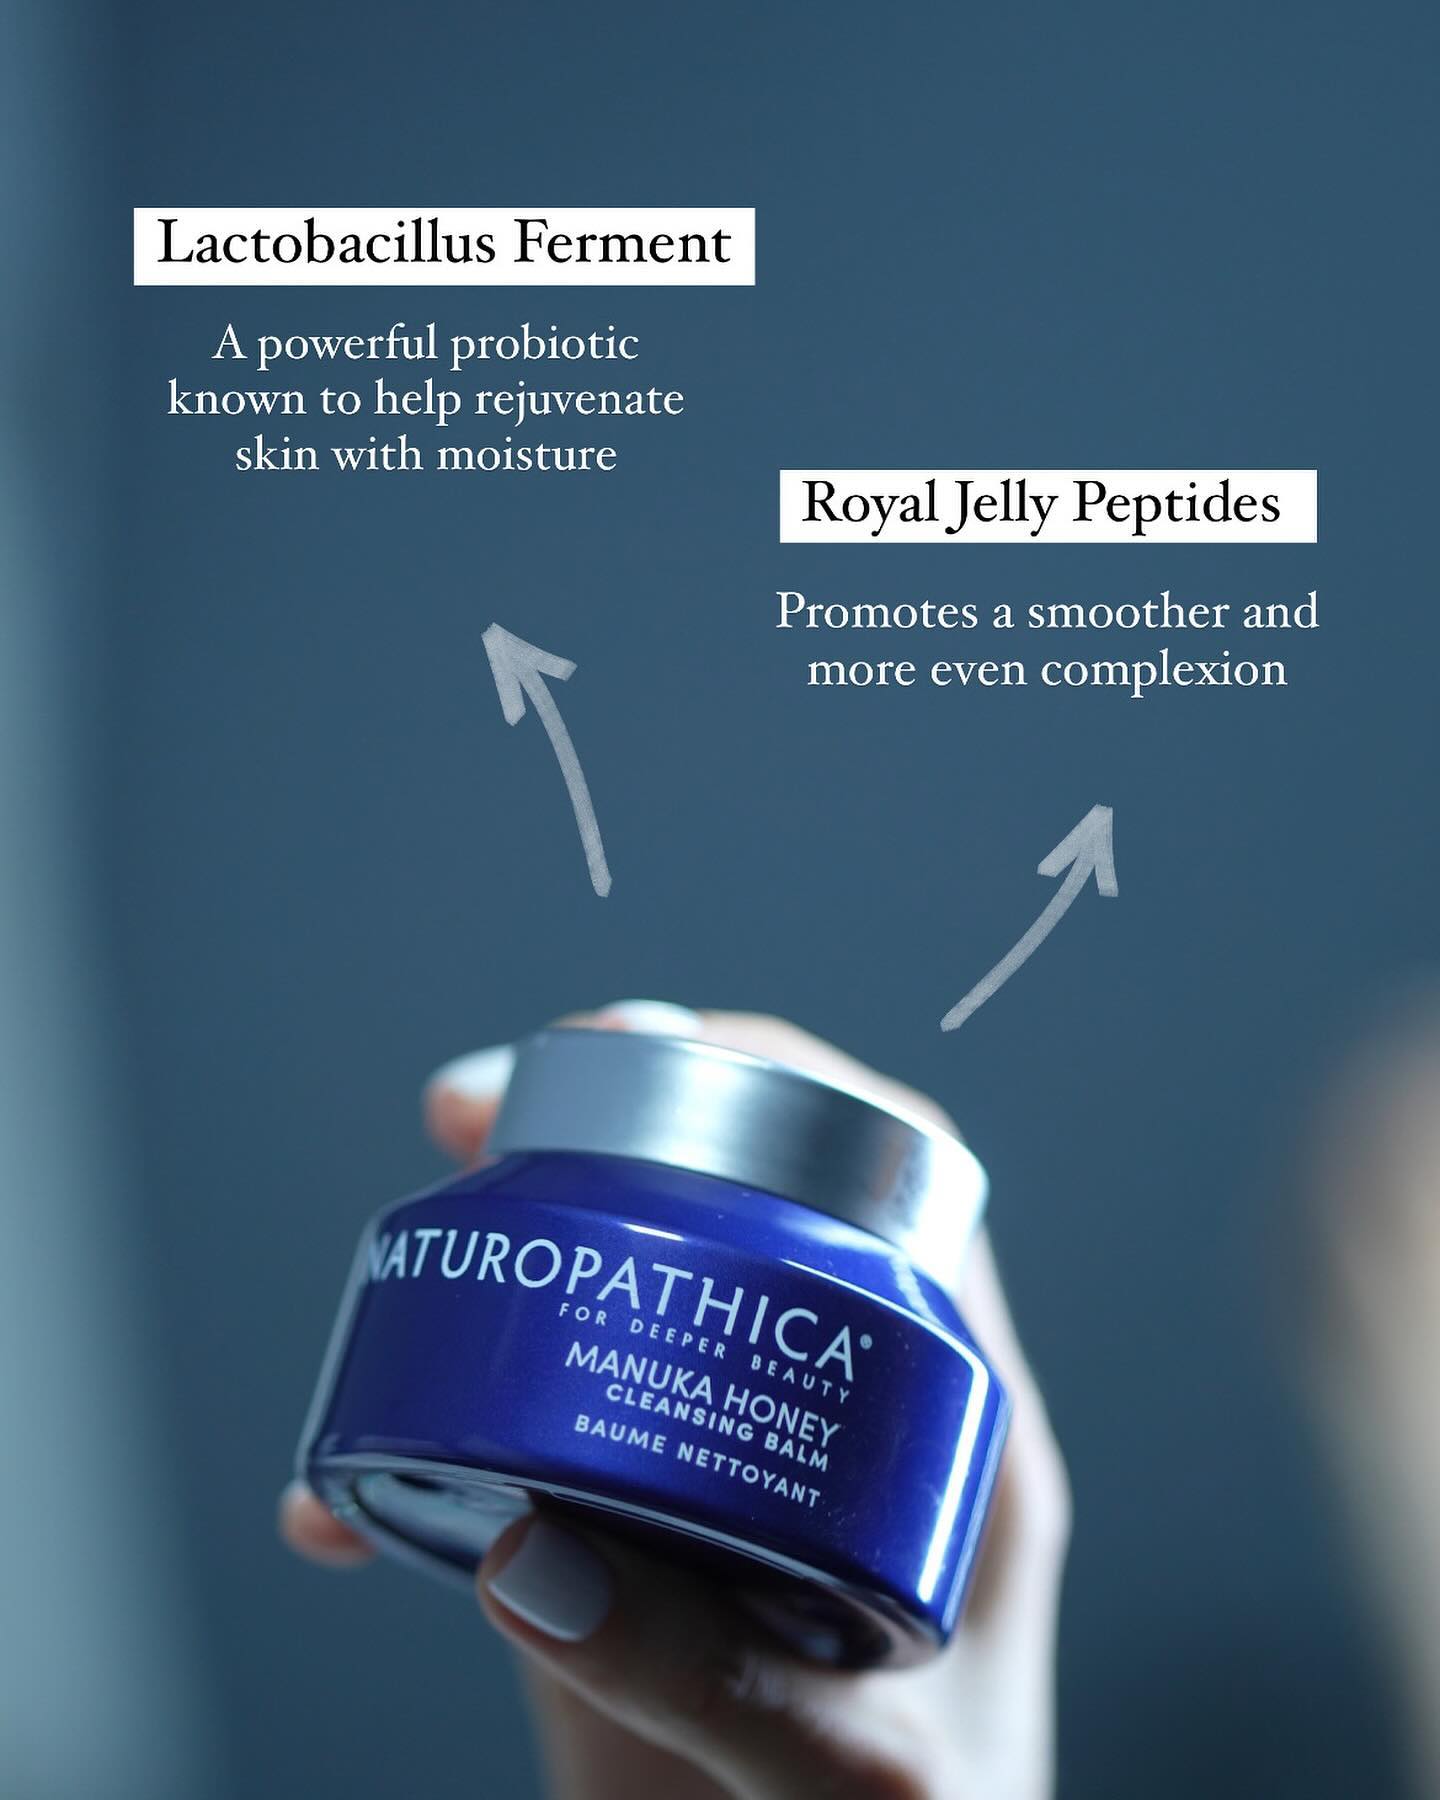 Lactobacillus Ferment
A powerful probiotic
known to help rejuvenate
skin with moisture
Royal Jelly Peptides
Promotes a smoother and
more even complexion
NATUROPATHICA®
FOR DEEPER BEAUTY
MANUKA HONEY
CLEANSING BALM
BAUME NETTOYANT